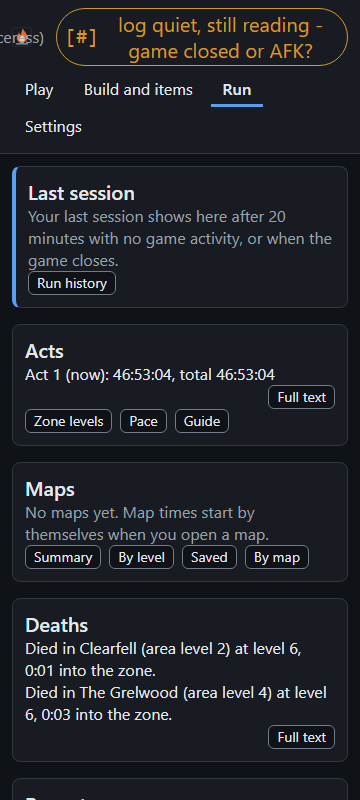 [#] log quiet, still reading -
game closed or AFK?
Play Build and items Run
Settings
Last session
Your last session shows here after 20
minutes with no game activity, or when the
game closes.
Run history
Acts
Act 1 (now): 46:53:04, total 46:53:04
Full text
Zone levels Pace Guide
Maps
No maps yet. Map times start by
themselves when you open a map.
Summary By level Saved By map
Deaths
Died in Clearfell (area level 2) at level 6,
0:01 into the zone.
Died in The Grelwood (area level 4) at level
6, 0:03 into the zone.
Full text